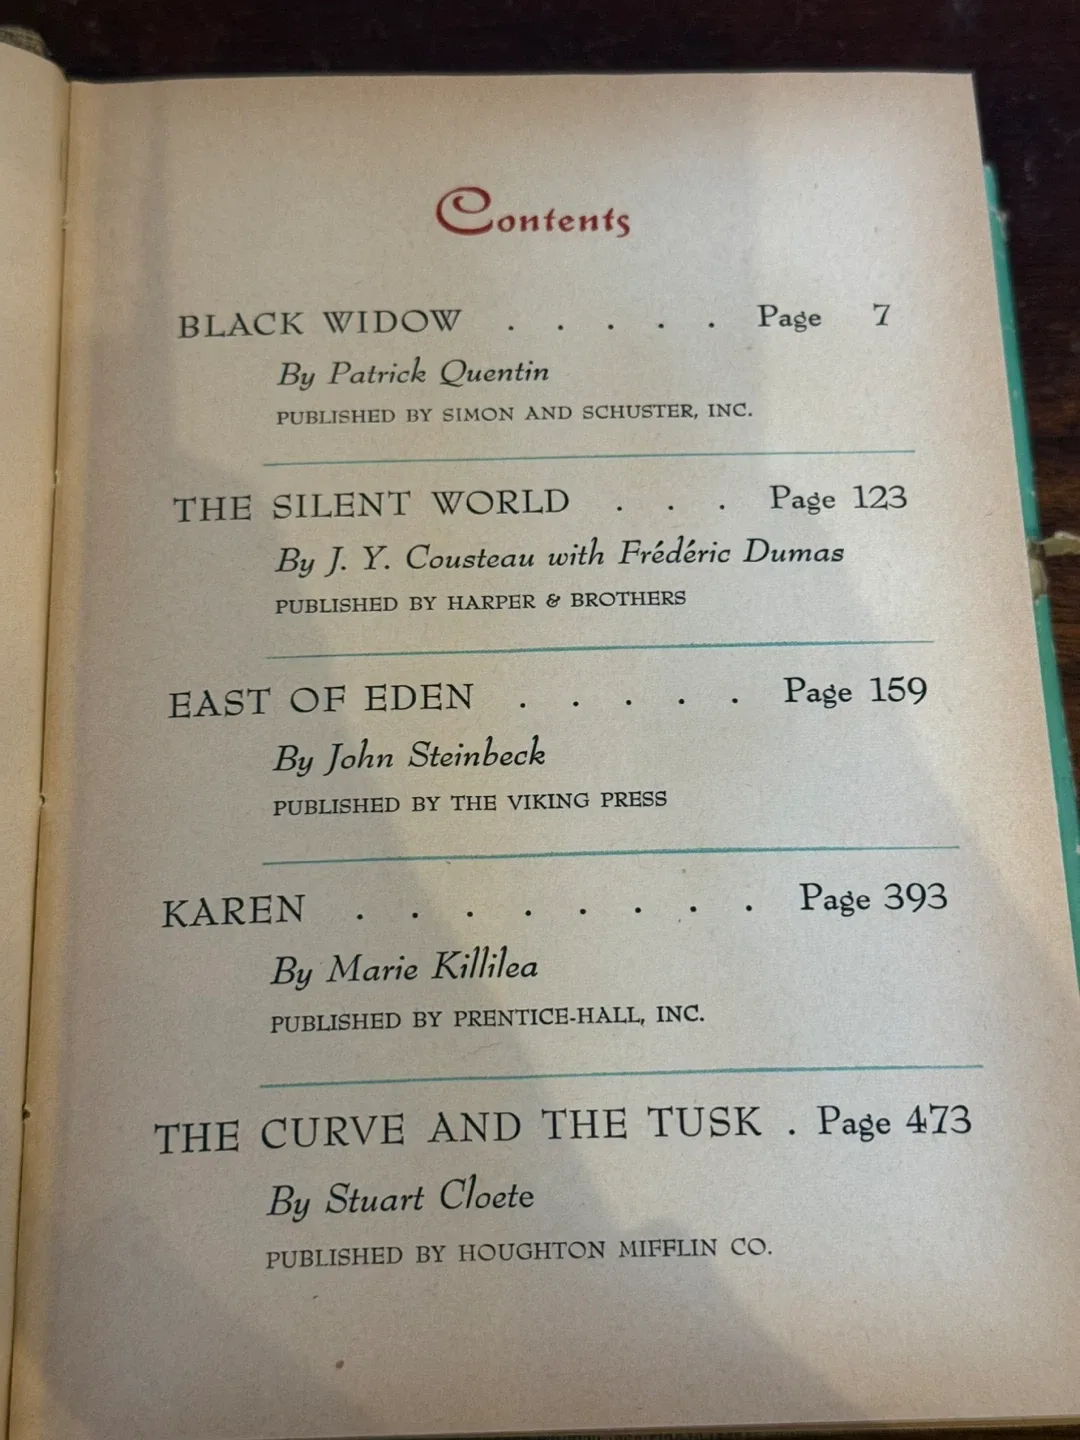 Contents
BLACK WIDOW . . . . . Page 7
By Patrick Quentin
PUBLISHED BY SIMON AND SCHUSTER, INC.
THE SILENT WORLD . . . Page 123
By J. Y. Cousteau with Frédéric Dumas
PUBLISHED BY HARPER & BROTHERS
EAST OF EDEN . . . . . Page 159
By John Steinbeck
PUBLISHED BY THE VIKING PRESS
KAREN . . . . . . . . Page 393
By Marie Killilea
PUBLISHED BY PRENTICE-HALL, INC.
THE CURVE AND THE TUSK . Page 473
By Stuart Cloete
PUBLISHED BY HOUGHTON MIFFLIN CO.